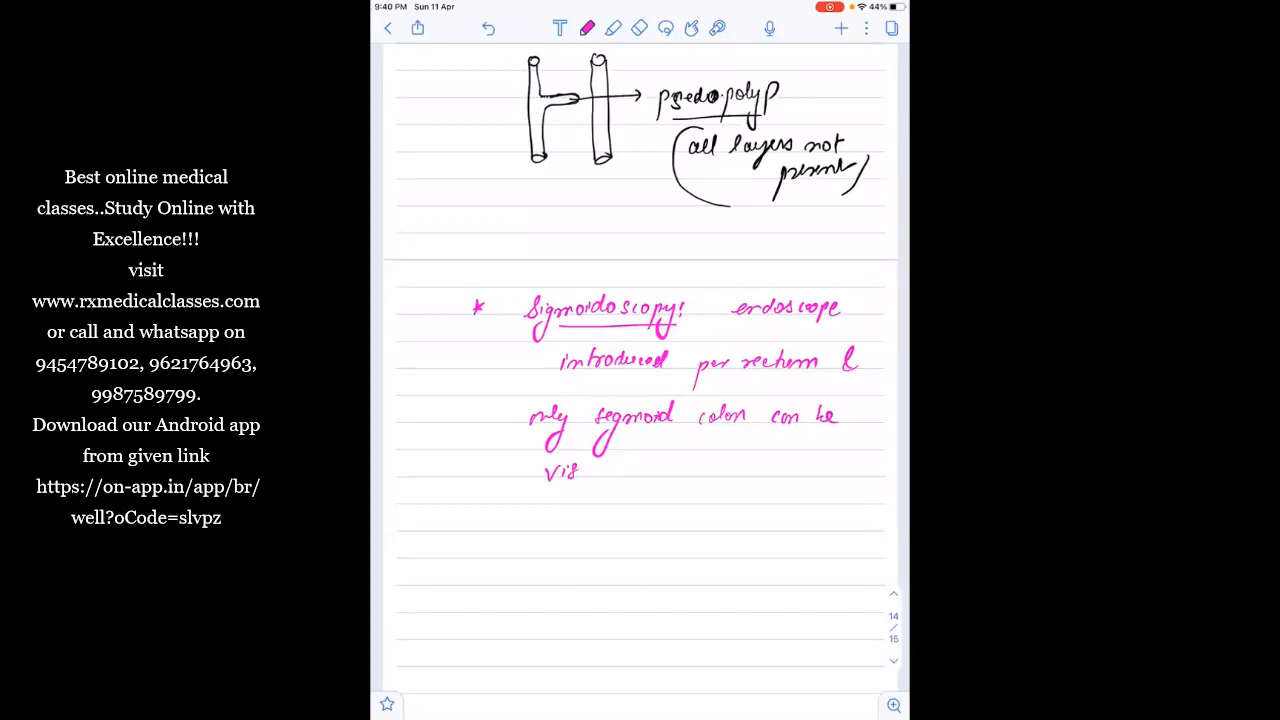 9:40 PM Sun 11 Apr
44%
psedo.polyp
(all layers not
present)
Best online medical
classes..Study Online with
Excellence!!!
visit
www.rxmedicalclasses.com
or call and whatsapp on
9454789102, 9621764963,
9987589799.
Download our Android app
from given link
https://on-app.in/app/br/
well?oCode=slvpz
* Sigmoidoscopy: endoscope
introduced per rectum &
only segmoid colon can be
vis
14
/
15